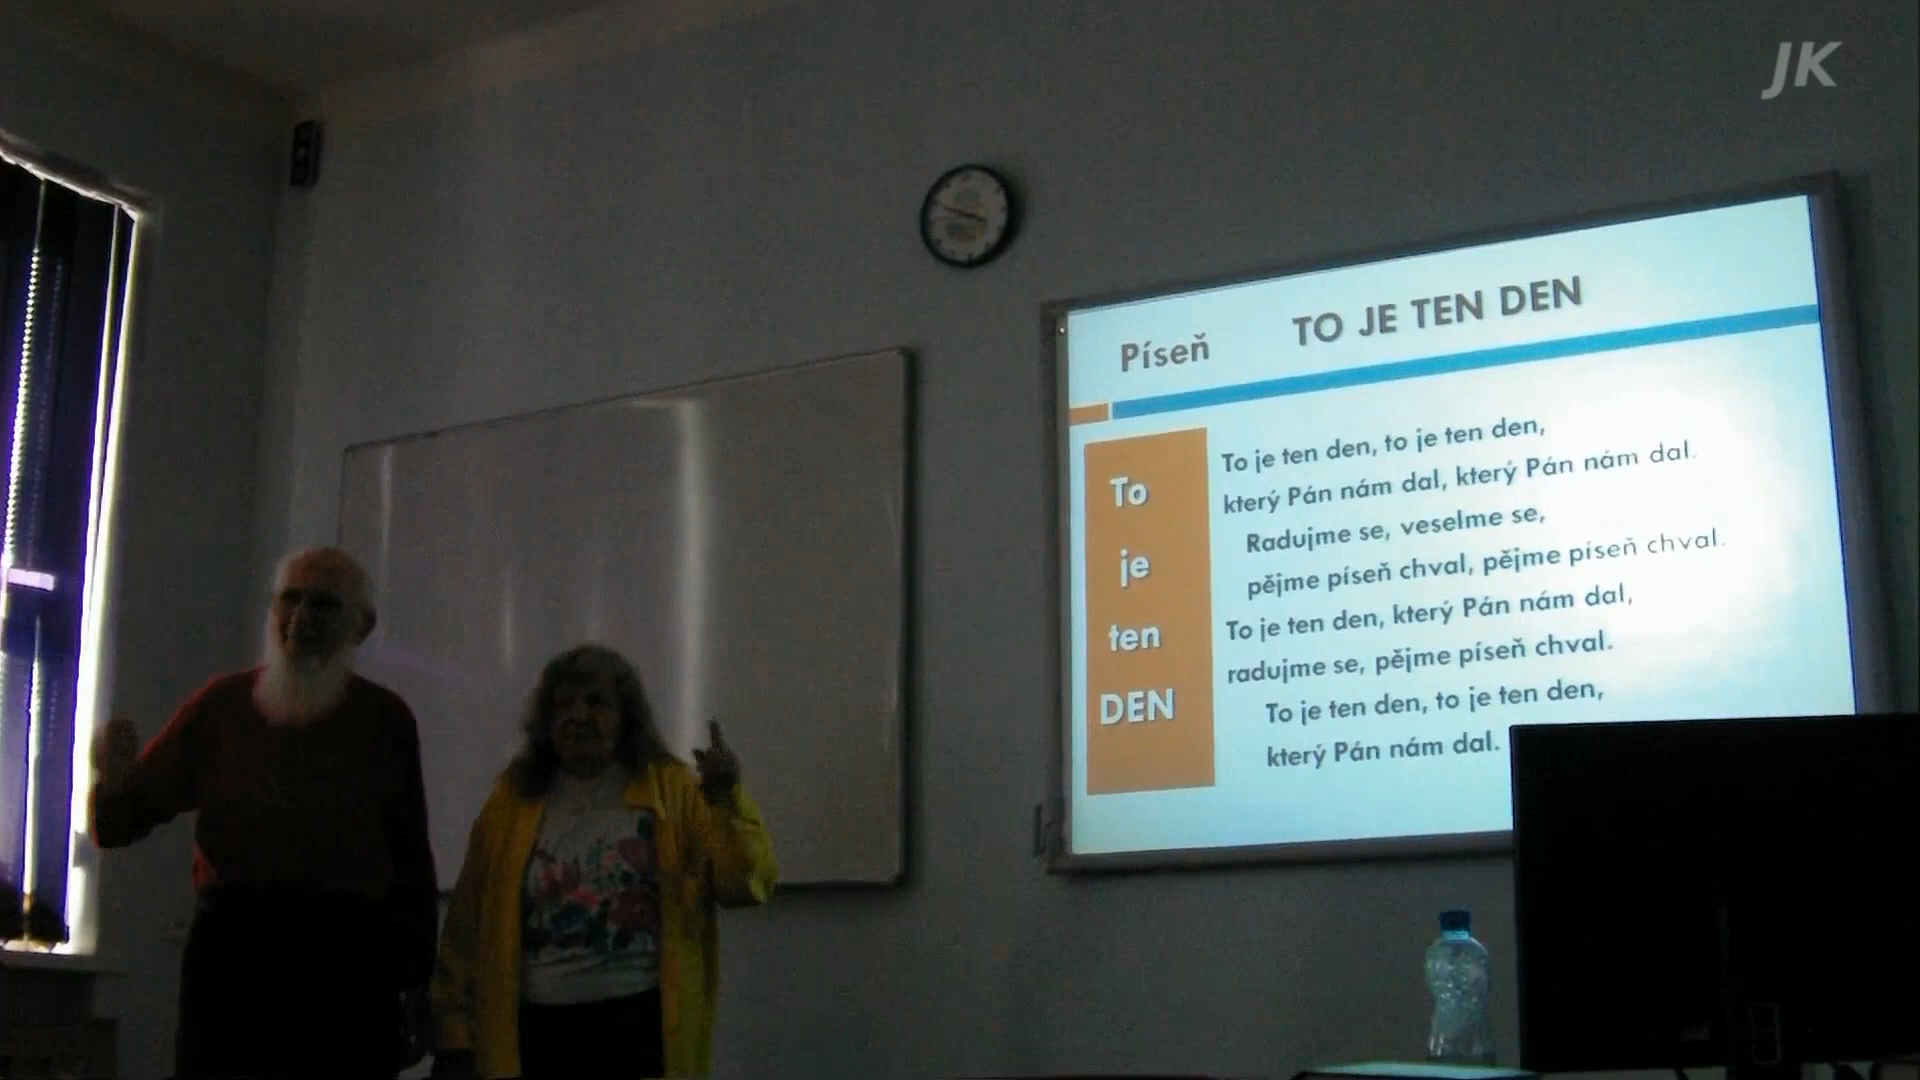 JK
Píseň TO JE TEN DEN
To
je
ten
DEN
To je ten den, to je ten den,
který Pán nám dal, který Pán nám dal.
Radujme se, veselme se,
pějme píseň chval, pějme píseň chval.
To je ten den, který Pán nám dal,
radujme se, pějme píseň chval.
To je ten den, to je ten den,
který Pán nám dal.